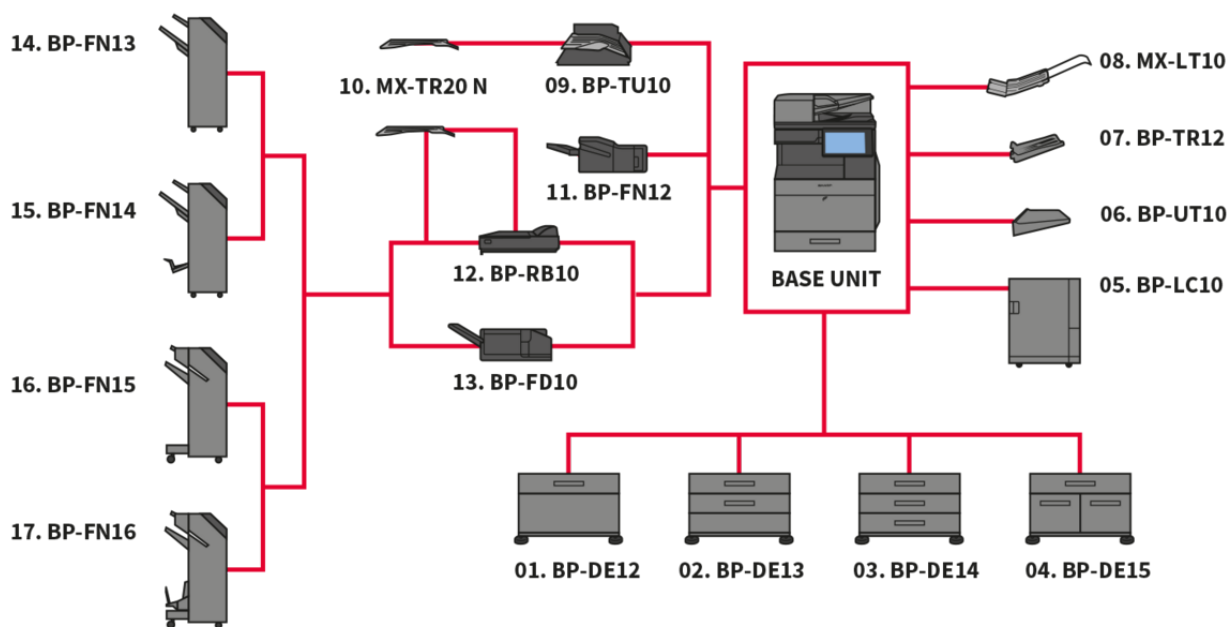 14. BP-FN13
10. MX-TR20 N
09. BP-TU10
08. MX-LT10
07. BP-TR12
15. BP-FN14
11. BP-FN12
06. BP-UT10
12. BP-RB10
BASE UNIT
05. BP-LC10
16. BP-FN15
13. BP-FD10
17. BP-FN16
01. BP-DE12
02. BP-DE13
03. BP-DE14
04. BP-DE15